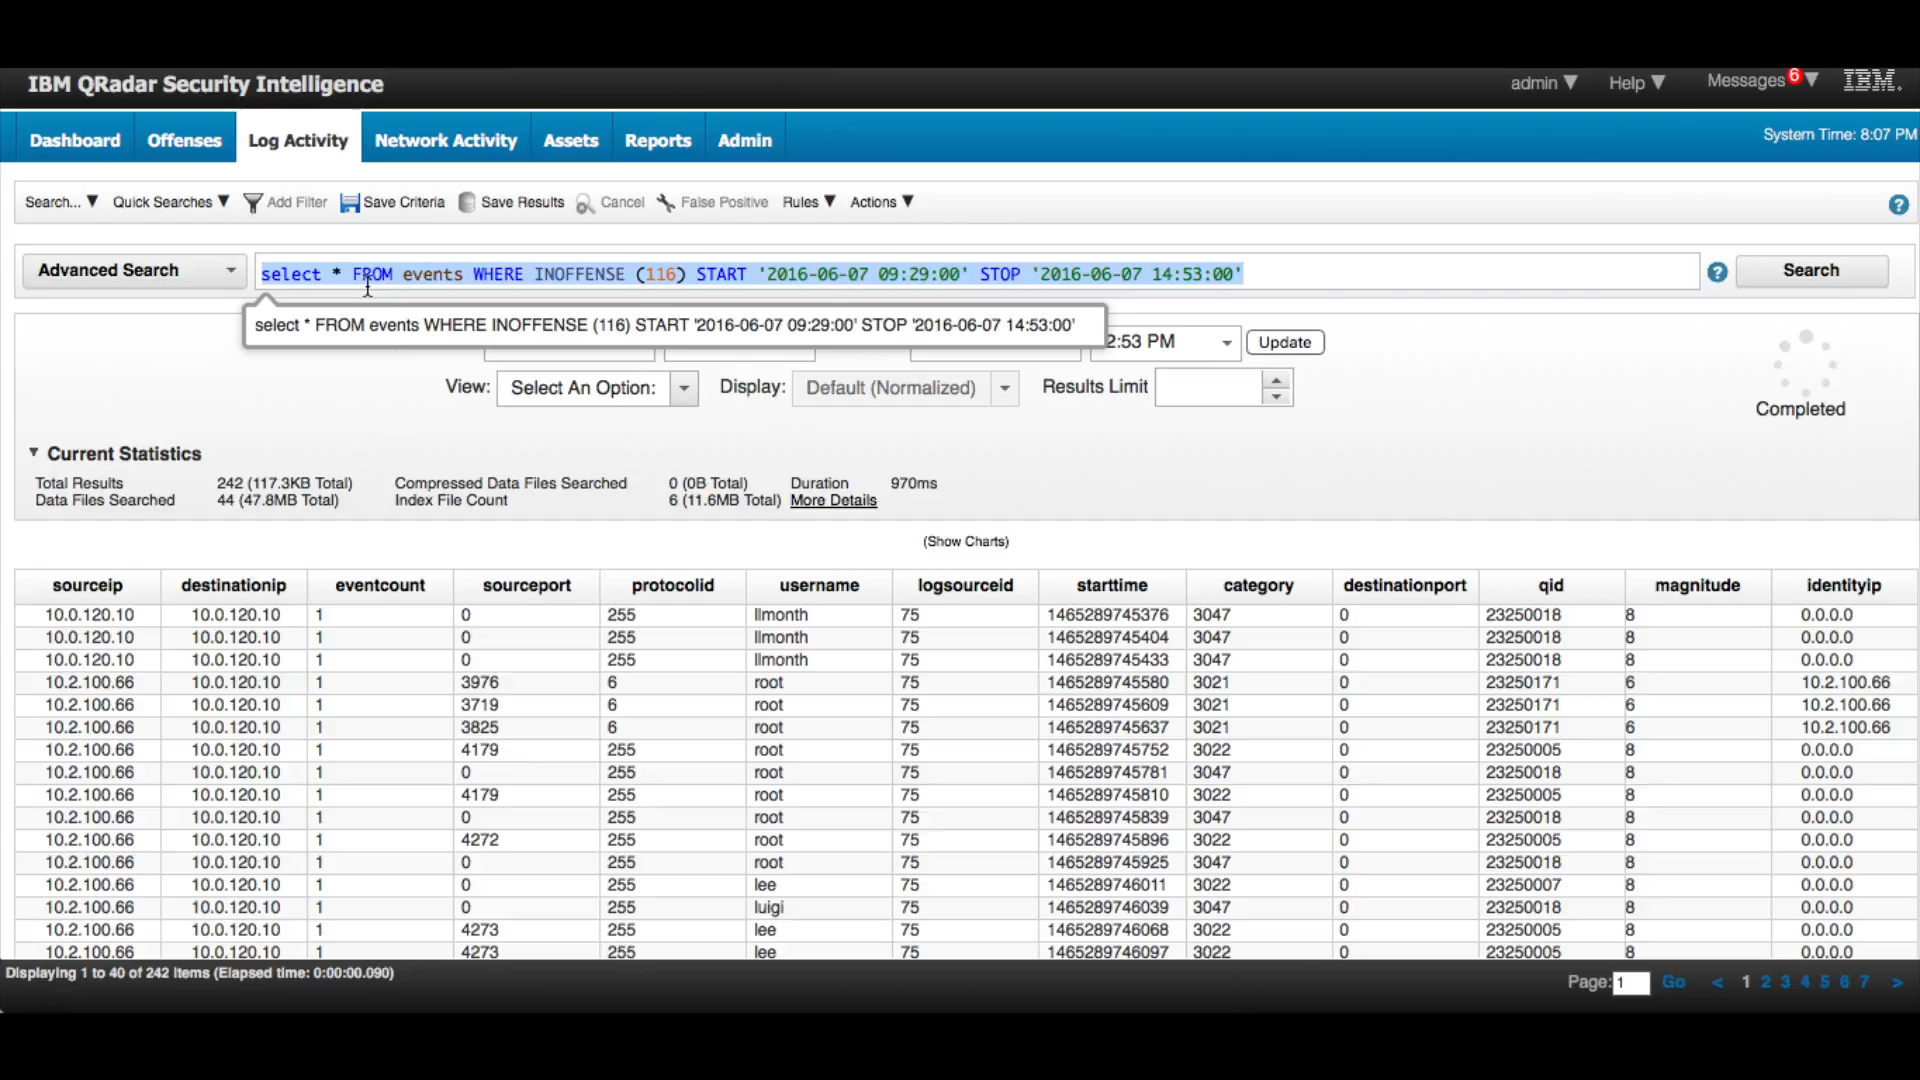 IBM QRadar Security Intelligence admin Help Messages 6 IBM.
Dashboard Offenses Log Activity Network Activity Assets Reports Admin System Time: 8:07 PM
Search... Quick Searches Add Filter Save Criteria Save Results Cancel False Positive Rules Actions ?
Advanced Search select * FROM events WHERE INOFFENSE (116) START '2016-06-07 09:29:00' STOP '2016-06-07 14:53:00' ? Search
select * FROM events WHERE INOFFENSE (116) START '2016-06-07 09:29:00' STOP '2016-06-07 14:53:00'
2:53 PM Update
View: Select An Option: Display: Default (Normalized) Results Limit
Completed
Current Statistics
Total Results 242 (117.3KB Total) Compressed Data Files Searched 0 (0B Total) Duration 970ms
Data Files Searched 44 (47.8MB Total) Index File Count 6 (11.6MB Total) More Details
(Show Charts)
sourceip destinationip eventcount sourceport protocolid username logsourceid starttime category destinationport qid magnitude identityip
10.0.120.10 10.0.120.10 1 0 255 llmonth 75 1465289745376 3047 0 23250018 8 0.0.0.0
10.0.120.10 10.0.120.10 1 0 255 llmonth 75 1465289745404 3047 0 23250018 8 0.0.0.0
10.0.120.10 10.0.120.10 1 0 255 llmonth 75 1465289745433 3047 0 23250018 8 0.0.0.0
10.2.100.66 10.0.120.10 1 3976 6 root 75 1465289745580 3021 0 23250171 6 10.2.100.66
10.2.100.66 10.0.120.10 1 3719 6 root 75 1465289745609 3021 0 23250171 6 10.2.100.66
10.2.100.66 10.0.120.10 1 3825 6 root 75 1465289745637 3021 0 23250171 6 10.2.100.66
10.2.100.66 10.0.120.10 1 4179 255 root 75 1465289745752 3022 0 23250005 8 0.0.0.0
10.2.100.66 10.0.120.10 1 0 255 root 75 1465289745781 3047 0 23250018 8 0.0.0.0
10.2.100.66 10.0.120.10 1 4179 255 root 75 1465289745810 3022 0 23250005 8 0.0.0.0
10.2.100.66 10.0.120.10 1 0 255 root 75 1465289745839 3047 0 23250018 8 0.0.0.0
10.2.100.66 10.0.120.10 1 4272 255 root 75 1465289745896 3022 0 23250005 8 0.0.0.0
10.2.100.66 10.0.120.10 1 0 255 root 75 1465289745925 3047 0 23250018 8 0.0.0.0
10.2.100.66 10.0.120.10 1 0 255 lee 75 1465289746011 3022 0 23250007 8 0.0.0.0
10.2.100.66 10.0.120.10 1 0 255 luigi 75 1465289746039 3047 0 23250018 8 0.0.0.0
10.2.100.66 10.0.120.10 1 4273 255 lee 75 1465289746068 3022 0 23250005 8 0.0.0.0
10.2.100.66 10.0.120.10 1 4273 255 lee 75 1465289746097 3022 0 23250005 8 0.0.0.0
Displaying 1 to 40 of 242 items (Elapsed time: 0:00:00.090)
Page: 1 Go < 1 2 3 4 5 6 7 >